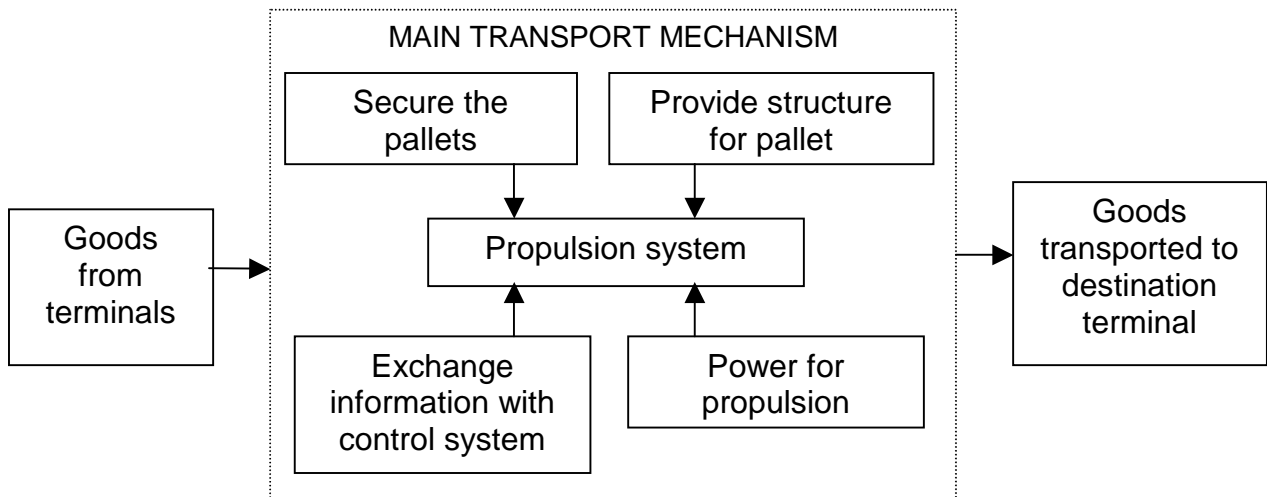 MAIN TRANSPORT MECHANISM
Secure the
pallets
Provide structure
for pallet
Goods
from
terminals
Propulsion system
Goods
transported to
destination
terminal
Exchange
information with
control system
Power for
propulsion